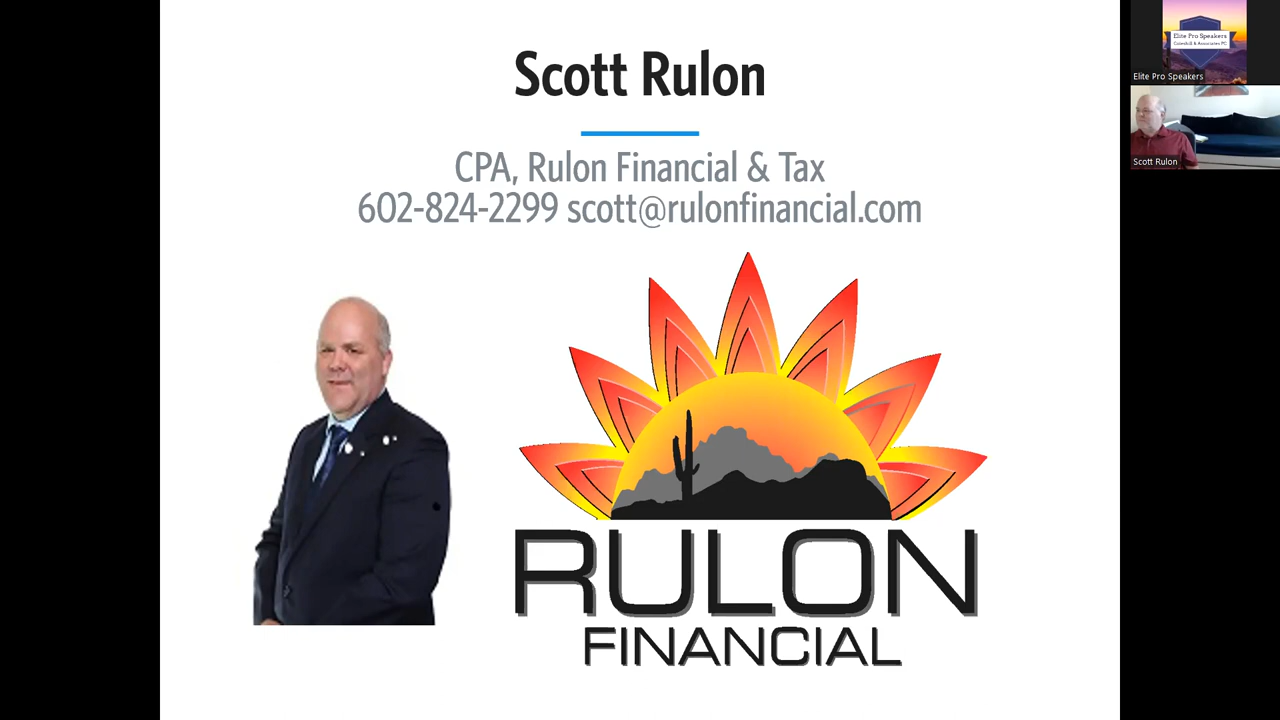 Scott Rulon
CPA, Rulon Financial & Tax
602-824-2299 scott@rulonfinancial.com
RULON
FINANCIAL
Elite Pro Speakers
Elite Pro Speakers
Scott Rulon